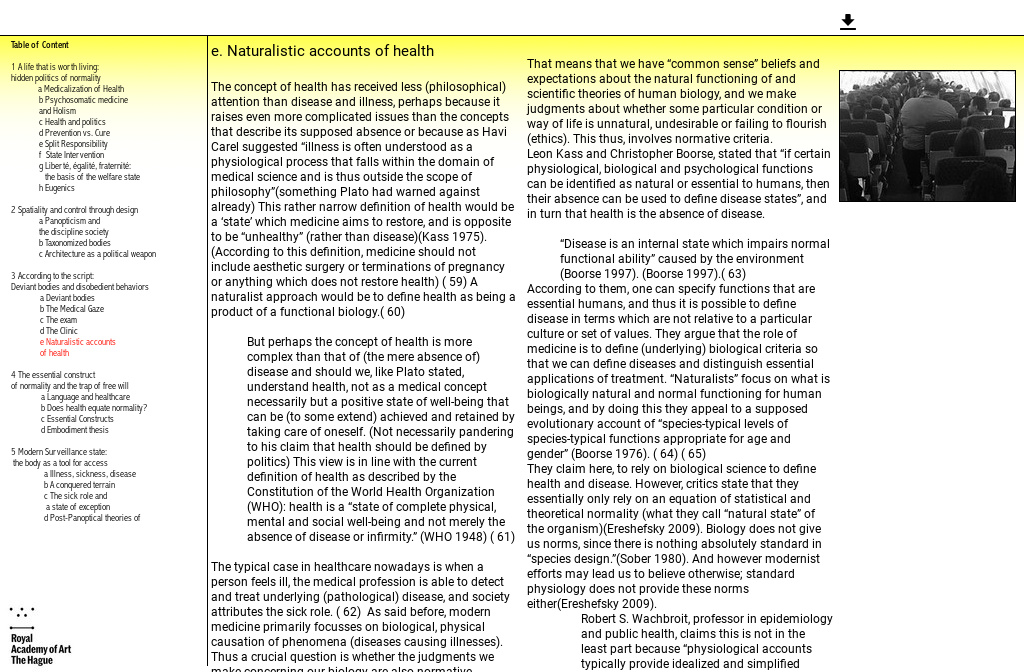 Table of Content
1 A life that is worth living:
hidden politics of normality
a Medicalization of Health
b Psychosomatic medicine
and Holism
c Health and politics
d Prevention vs. Cure
e Split Responsibility
f State Intervention
g Liberté, égalité, fraternité:
the basis of the welfare state
h Eugenics
2 Spatiality and control through design
a Panopticism and
the discipline society
b Taxonomized bodies
c Architecture as a political weapon
3 According to the script:
Deviant bodies and disobedient behaviors
a Deviant bodies
b The Medical Gaze
c The exam
d The Clinic
e Naturalistic accounts
of health
4 The essential construct
of normality and the trap of free will
a Language and healthcare
b Does health equate normality?
c Essential Constructs
d Embodiment thesis
5 Modern Surveillance state:
the body as a tool for access
a Illness, sickness, disease
b A conquered terrain
c The sick role and
a state of exception
d Post-Panoptical theories of
Royal
Academy of Art
The Hague
e. Naturalistic accounts of health
The concept of health has received less (philosophical)
attention than disease and illness, perhaps because it
raises even more complicated issues than the concepts
that describe its supposed absence or because as Havi
Carel suggested “illness is often understood as a
physiological process that falls within the domain of
medical science and is thus outside the scope of
philosophy”(something Plato had warned against
already) This rather narrow definition of health would be
a ‘state’ which medicine aims to restore, and is opposite
to be “unhealthy” (rather than disease)(Kass 1975).
(According to this definition, medicine should not
include aesthetic surgery or terminations of pregnancy
or anything which does not restore health) ( 59) A
naturalist approach would be to define health as being a
product of a functional biology.( 60)
But perhaps the concept of health is more
complex than that of (the mere absence of)
disease and should we, like Plato stated,
understand health, not as a medical concept
necessarily but a positive state of well-being that
can be (to some extend) achieved and retained by
taking care of oneself. (Not necessarily pandering
to his claim that health should be defined by
politics) This view is in line with the current
definition of health as described by the
Constitution of the World Health Organization
(WHO): health is a “state of complete physical,
mental and social well-being and not merely the
absence of disease or infirmity.” (WHO 1948) ( 61)
The typical case in healthcare nowadays is when a
person feels ill, the medical profession is able to detect
and treat underlying (pathological) disease, and society
attributes the sick role. ( 62) As said before, modern
medicine primarily focusses on biological, physical
causation of phenomena (diseases causing illnesses).
Thus a crucial question is whether the judgments we
make concerning our biology are also normative.
That means that we have “common sense” beliefs and
expectations about the natural functioning of and
scientific theories of human biology, and we make
judgments about whether some particular condition or
way of life is unnatural, undesirable or failing to flourish
(ethics). This thus, involves normative criteria.
Leon Kass and Christopher Boorse, stated that “if certain
physiological, biological and psychological functions
can be identified as natural or essential to humans, then
their absence can be used to define disease states”, and
in turn that health is the absence of disease.
“Disease is an internal state which impairs normal
functional ability” caused by the environment
(Boorse 1997). (Boorse 1997).( 63)
According to them, one can specify functions that are
essential humans, and thus it is possible to define
disease in terms which are not relative to a particular
culture or set of values. They argue that the role of
medicine is to define (underlying) biological criteria so
that we can define diseases and distinguish essential
applications of treatment. “Naturalists” focus on what is
biologically natural and normal functioning for human
beings, and by doing this they appeal to a supposed
evolutionary account of “species-typical levels of
species-typical functions appropriate for age and
gender” (Boorse 1976). ( 64) ( 65)
They claim here, to rely on biological science to define
health and disease. However, critics state that they
essentially only rely on an equation of statistical and
theoretical normality (what they call “natural state” of
the organism)(Ereshefsky 2009). Biology does not give
us norms, since there is nothing absolutely standard in
“species design.”(Sober 1980). And however modernist
efforts may lead us to believe otherwise; standard
physiology does not provide these norms
either(Ereshefsky 2009).
Robert S. Wachbroit, professor in epidemiology
and public health, claims this is not in the
least part because “physiological accounts
typically provide idealized and simplified